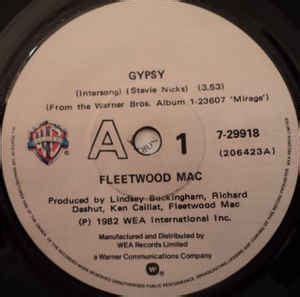 GYPSY
(Intersong) (Stevie Nicks) (3.53)
(From the Warner Bros. Album 1-23607 'Mirage')
A 1 7-29918
(206423A)
FLEETWOOD MAC
Produced by Lindsey Buckingham, Richard
Dashut, Ken Caillat, Fleetwood Mac
(P) 1982 WEA International Inc.
Manufactured and Distributed by
WEA Records Limited
a Warner Communications Company